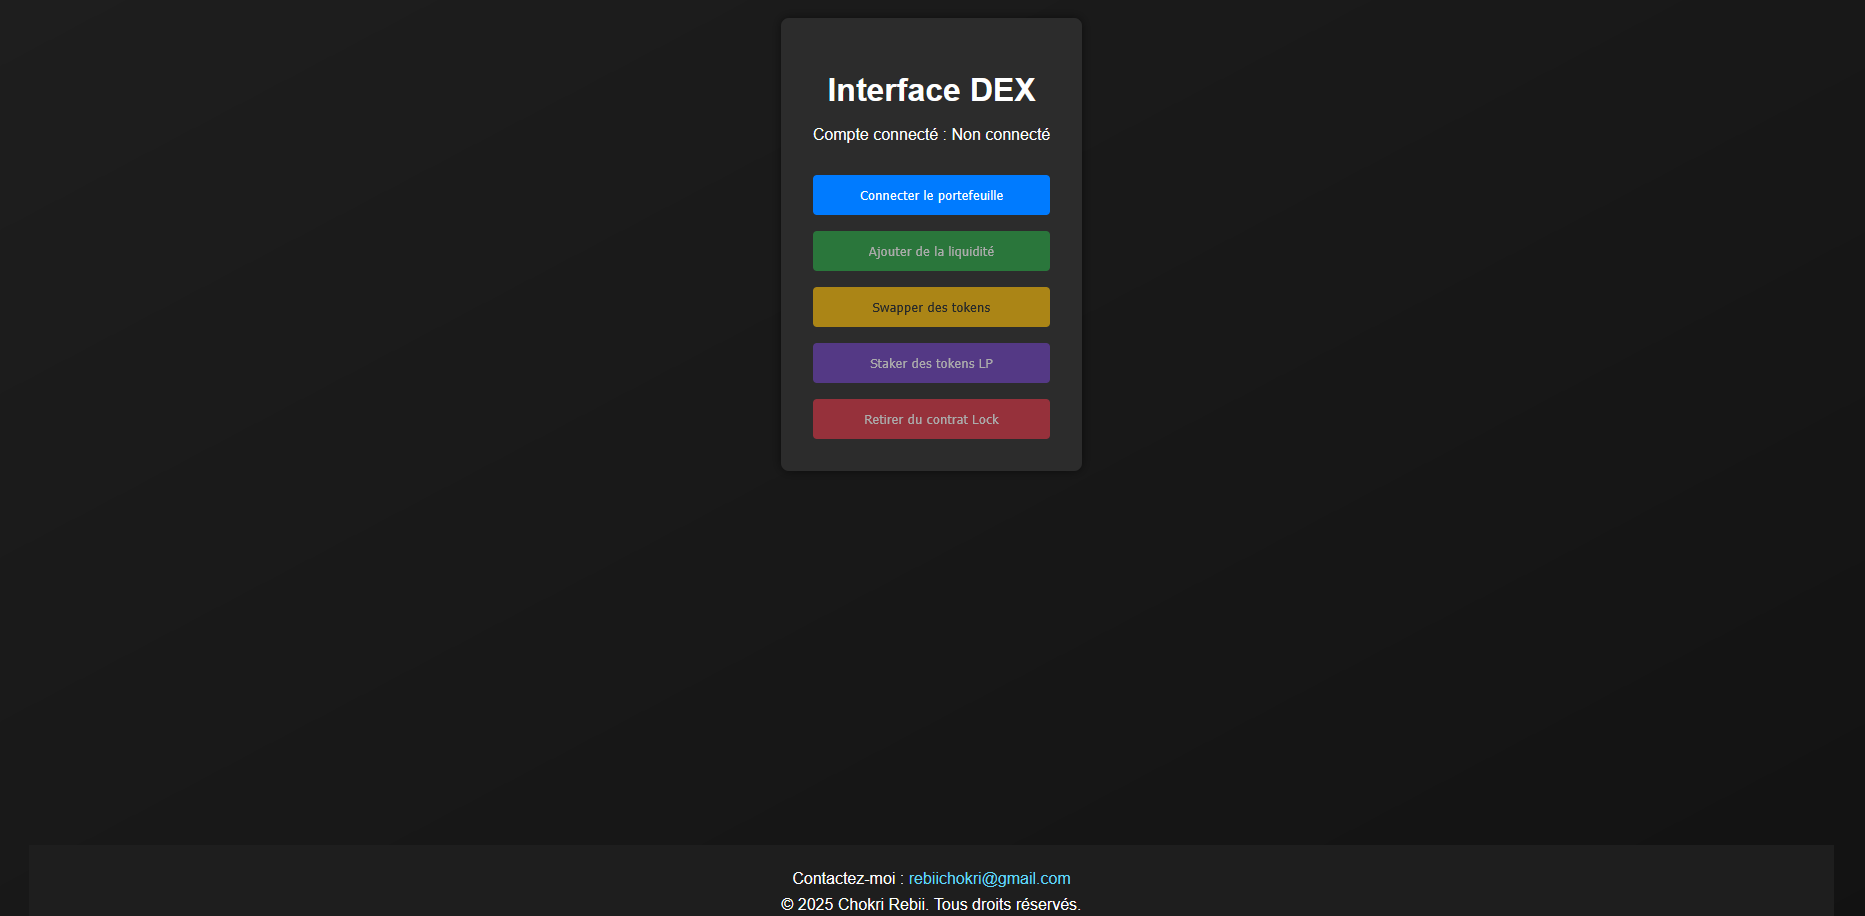 Interface DEX
Compte connecté : Non connecté
Connecter le portefeuille
Ajouter de la liquidité
Swapper des tokens
Staker des tokens LP
Retirer du contrat Lock
Contactez-moi : rebiichokri@gmail.com
© 2025 Chokri Rebii. Tous droits réservés.